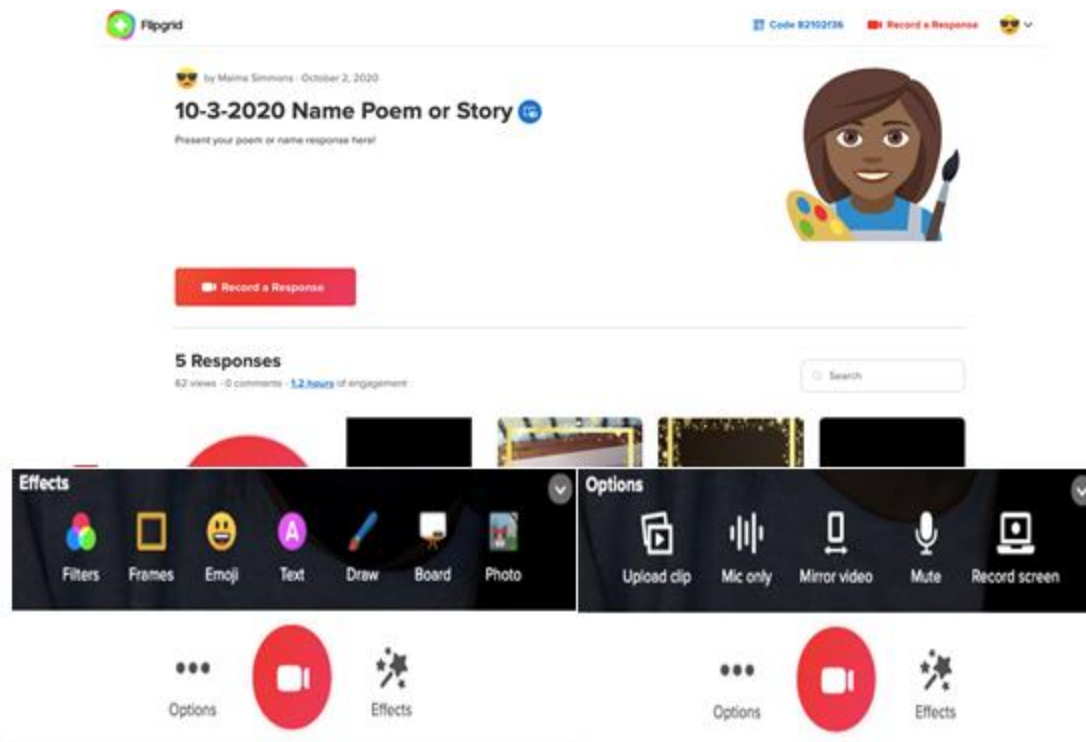 Flipgrid
Code 82102f36
Record a Response
by Maima Simmons · October 2, 2020
10-3-2020 Name Poem or Story
Present your poem or name response here!
Record a Response
5 Responses
62 views · 0 comments · 1.2 hours of engagement
Search
Effects
Filters Frames Emoji Text Draw Board Photo
Options
Upload clip Mic only Mirror video Mute Record screen
Options Effects
Options Effects